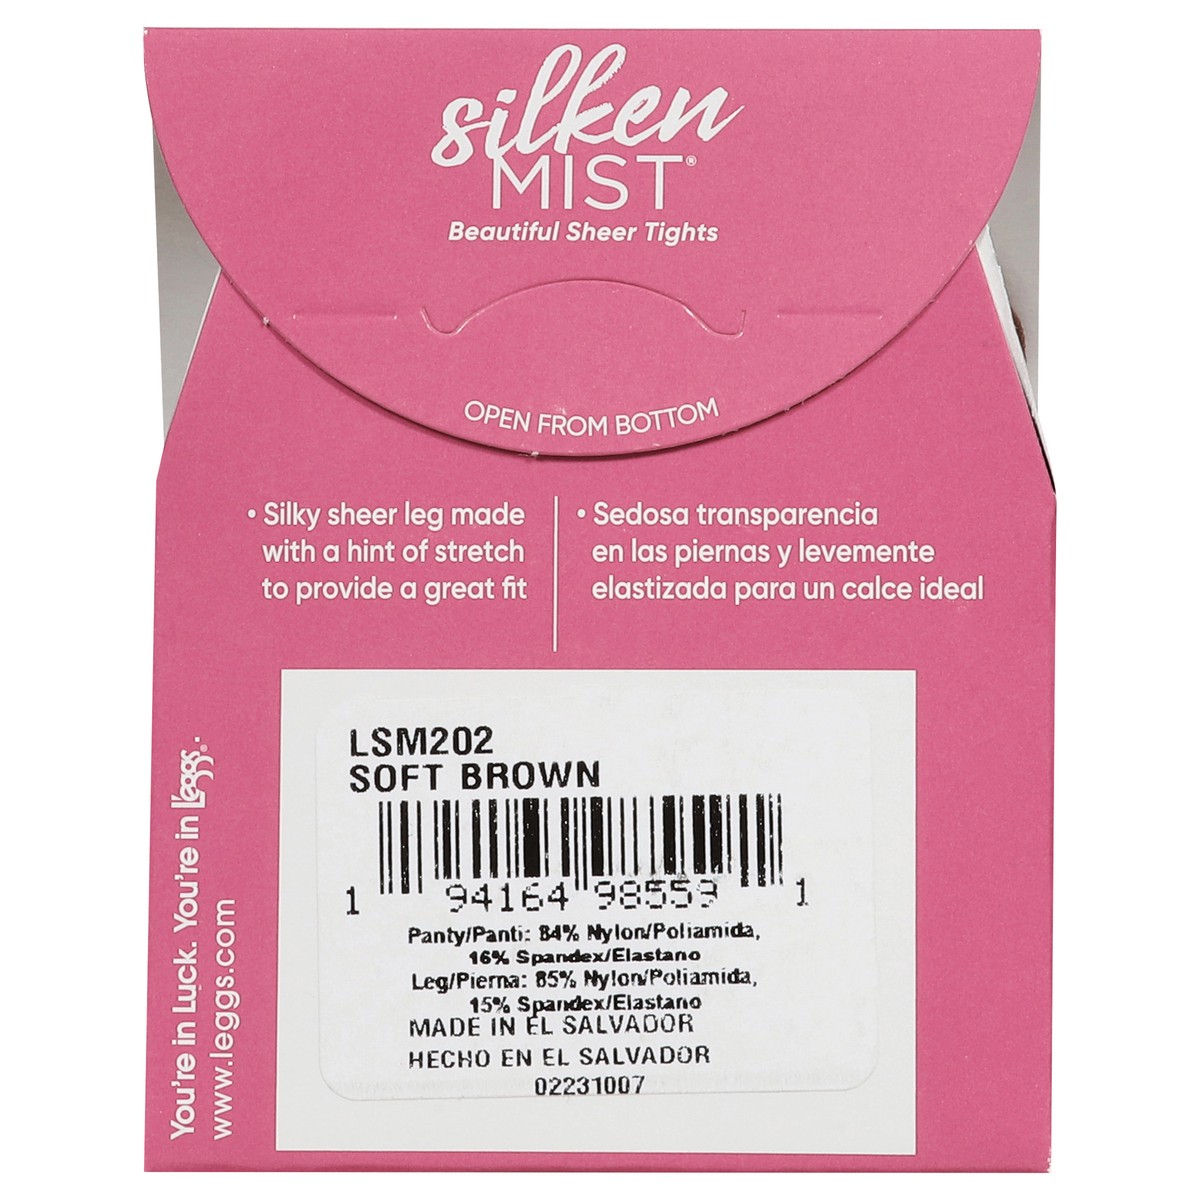 silken
MIST®
Beautiful Sheer Tights
OPEN FROM BOTTOM
• Silky sheer leg made
with a hint of stretch
to provide a great fit
• Sedosa transparencia
en las piernas y levemente
elastizada para un calce ideal
You're in Luck. You're in L'eggs®.
www.leggs.com
LSM202
SOFT BROWN
1 94164 98559 1
Panty/Panti: 84% Nylon/Poliamida,
16% Spandex/Elastano
Leg/Pierna: 85% Nylon/Poliamida,
15% Spandex/Elastano
MADE IN EL SALVADOR
HECHO EN EL SALVADOR
02231007